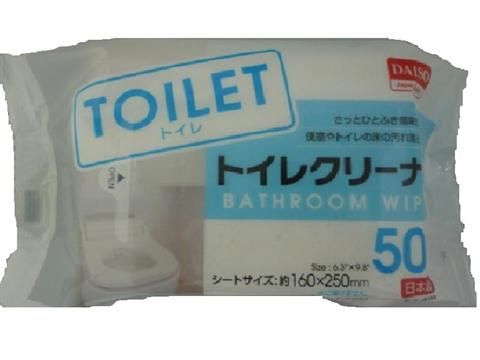 TOILET
トイレ
DAISO
Japan
OPEN
さっとひとふき簡単
便座やトイレの床の汚れ落と
トイレクリーナ
BATHROOM WIP
50
Size : 6.3"×9.8"
シートサイズ：約160×250mm
日本製